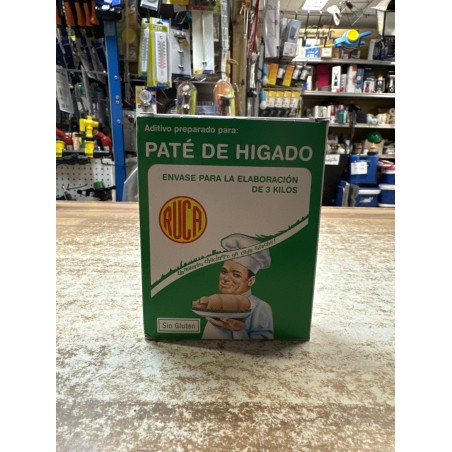 Aditivo preparado para:
PATÉ DE HIGADO
ENVASE PARA LA ELABORACIÓN
DE 3 KILOS
RUCA
Sin Gluten